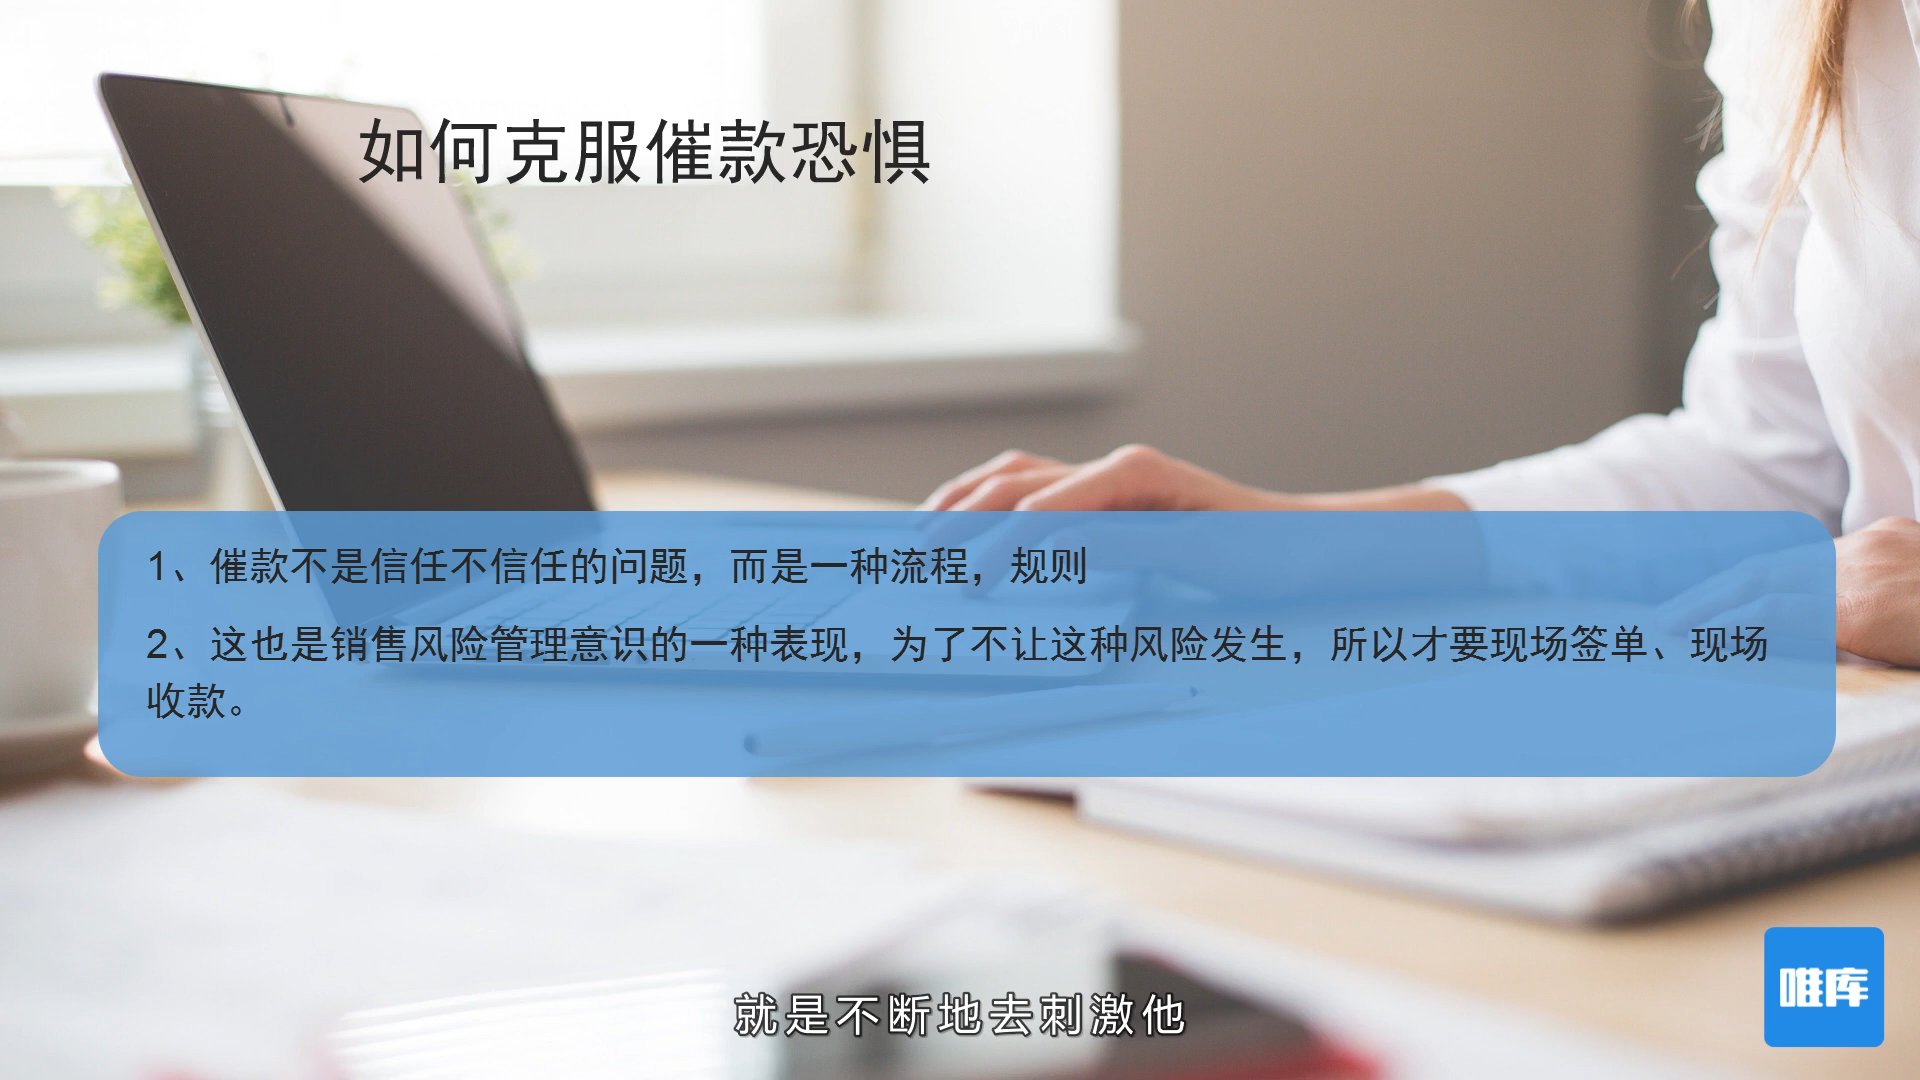 如何克服催款恐惧
1、催款不是信任不信任的问题，而是一种流程，规则
2、这也是销售风险管理意识的一种表现，为了不让这种风险发生，所以才要现场签单、现场
收款。
唯库
就是不断地去刺激他